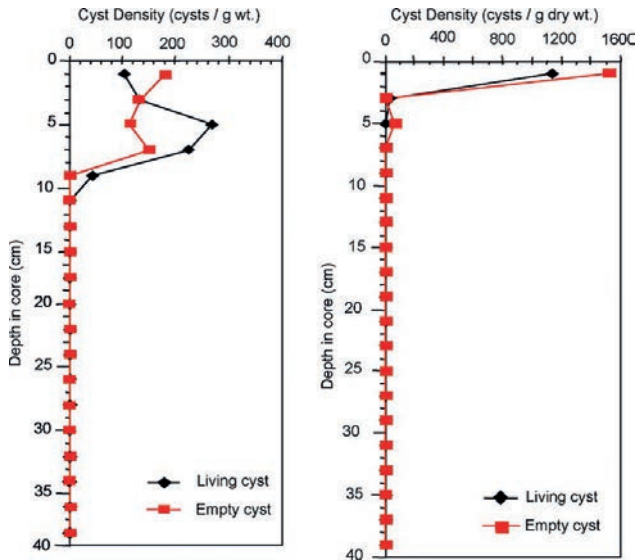 Cyst Density (cysts / g wt.)
0 100 200 300 400
0
5
10
15
20
25
30
35
40
Depth in core (cm)
Living cyst
Empty cyst
Cyst Density (cysts / g dry wt.)
0 400 800 1200 160C
0
5
10
15
20
25
30
35
40
Depth in core (cm)
Living cyst
Empty cyst